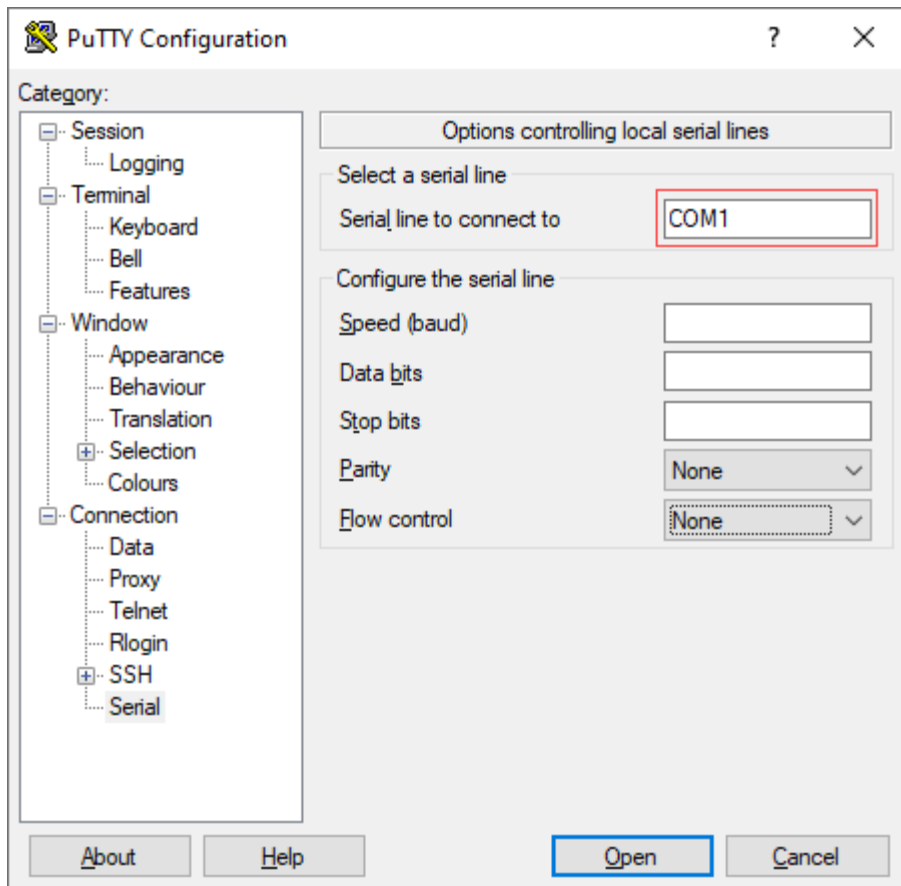 PuTTY Configuration
?
Category:
Session
Logging
Terminal
Keyboard
Bell
Features
Window
Appearance
Behaviour
Translation
Selection
Colours
Connection
Data
Proxy
Telnet
Rlogin
SSH
Serial
Options controlling local serial lines
Select a serial line
Serial line to connect to COM1
Configure the serial line
Speed (baud)
Data bits
Stop bits
Parity None
Flow control None
About Help Open Cancel